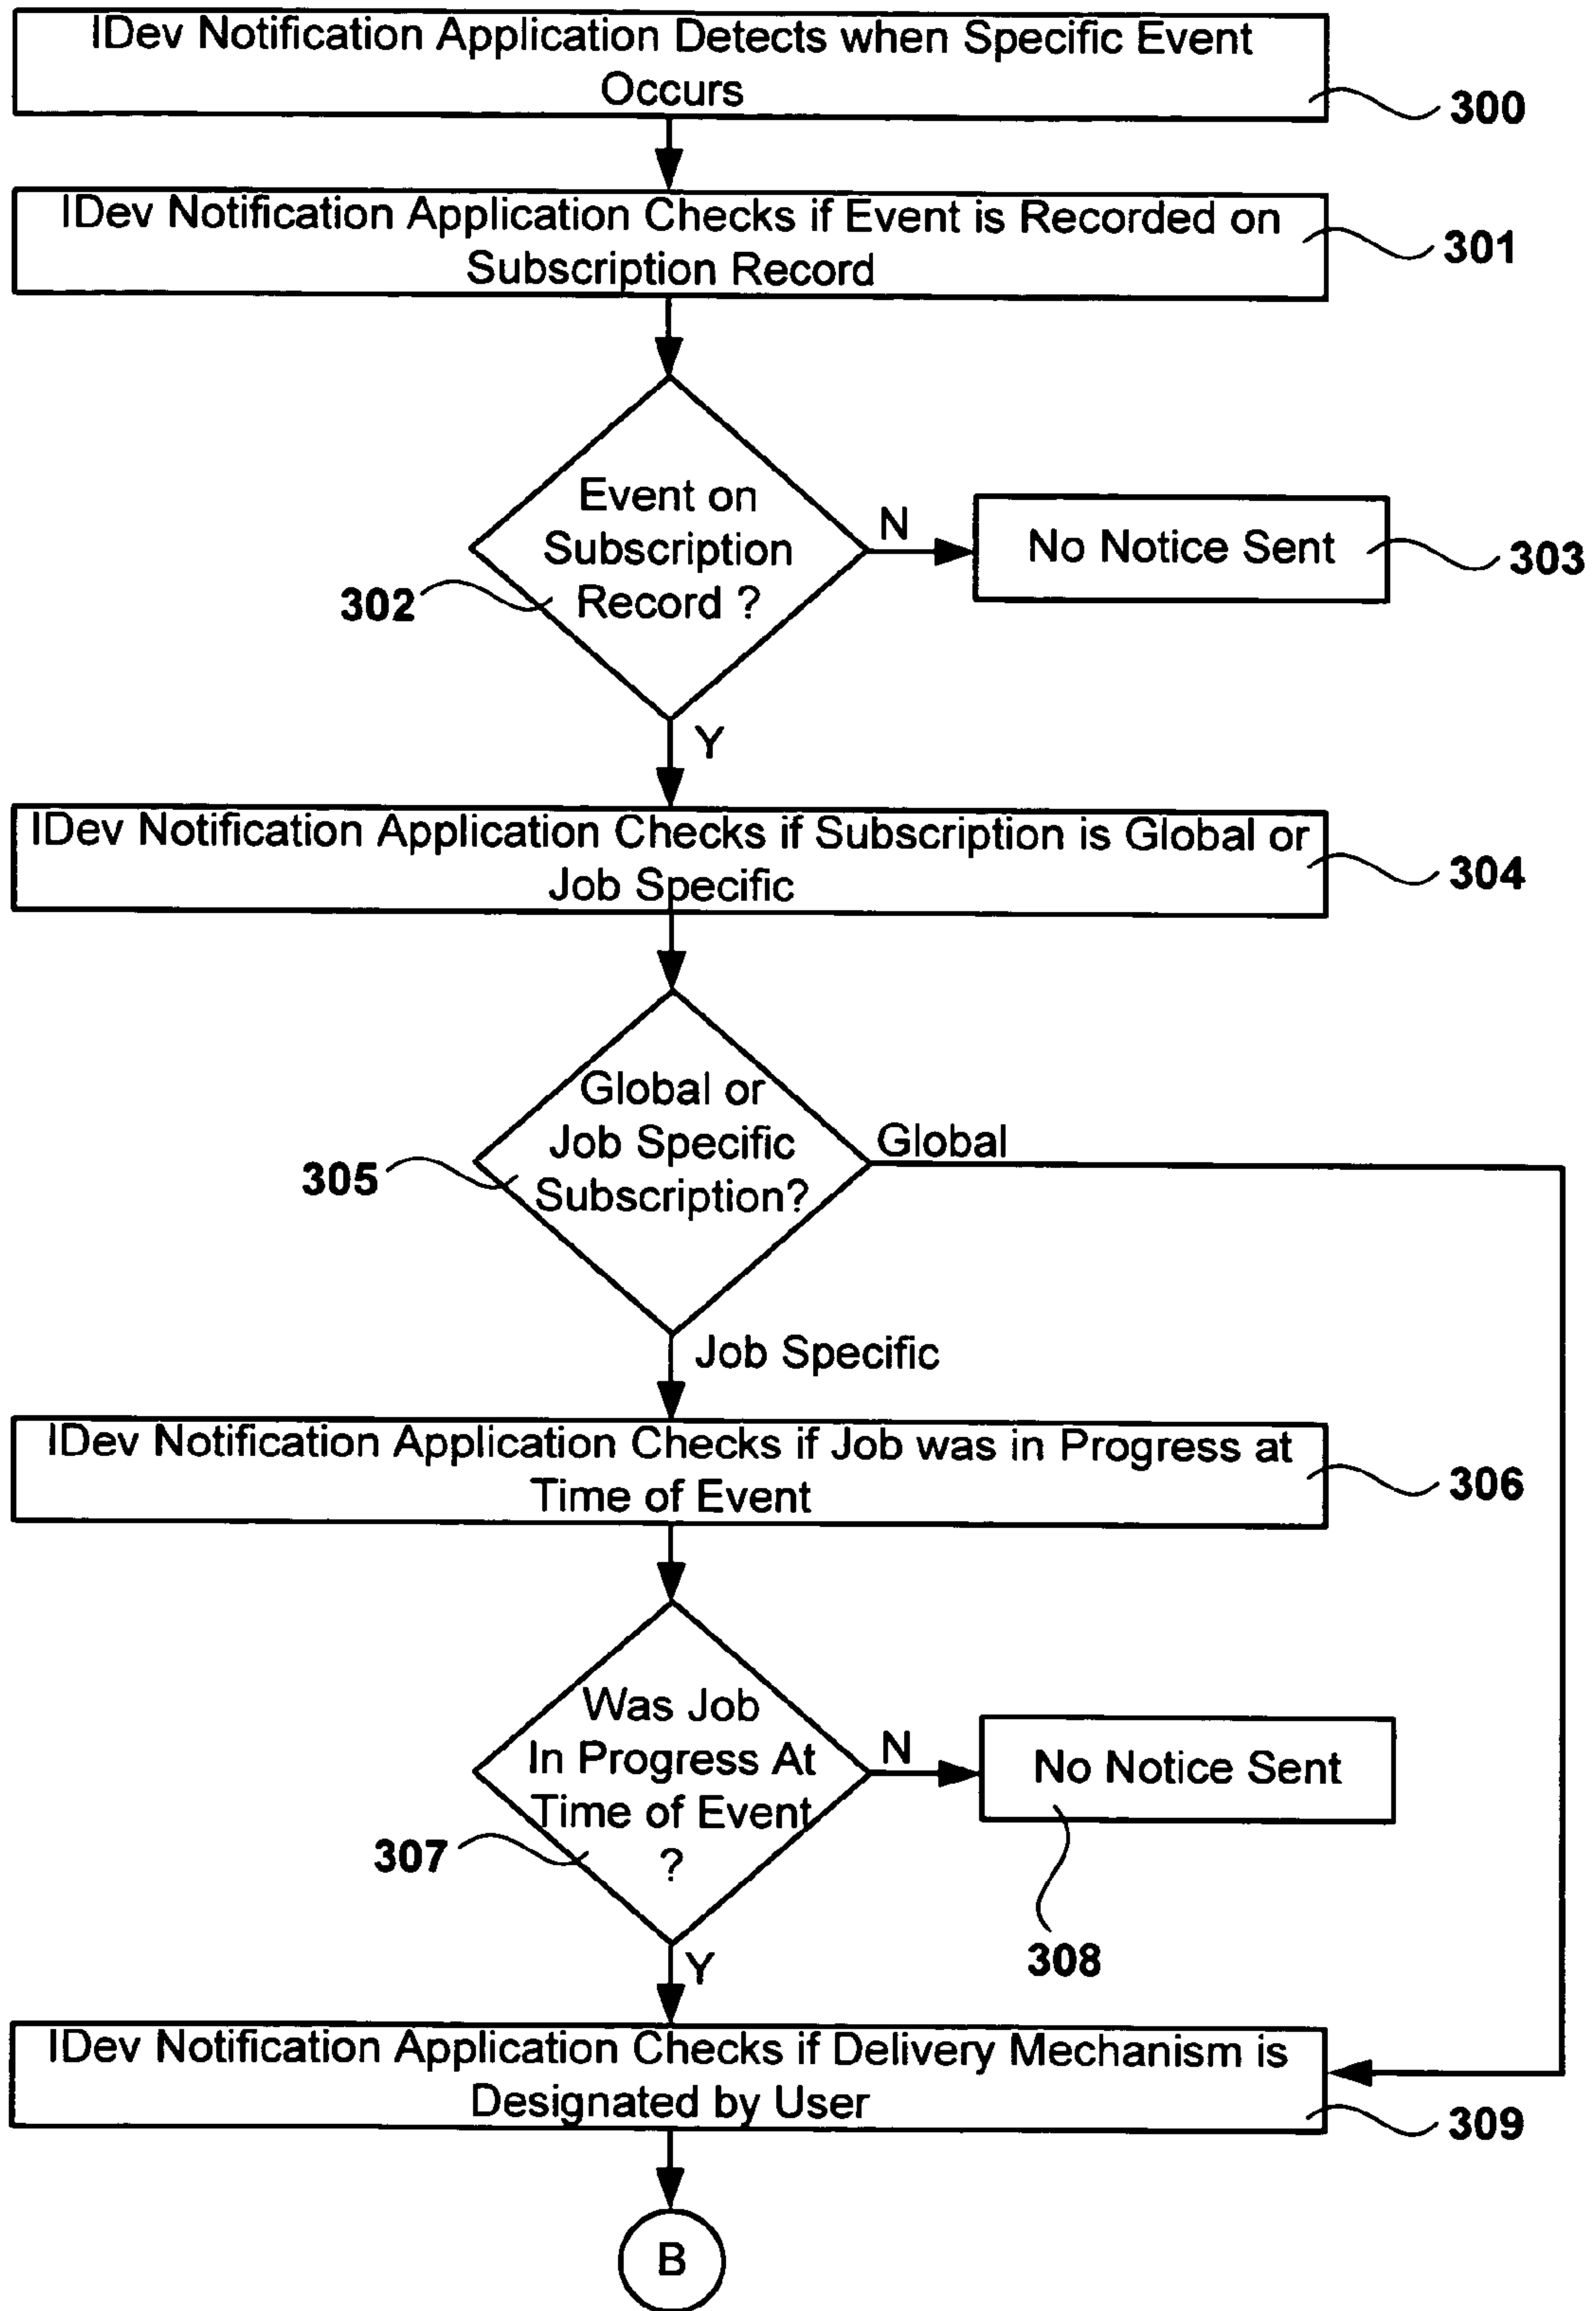 IDev Notification Application Detects when Specific Event
Occurs
300
IDev Notification Application Checks if Event is Recorded on
Subscription Record
301
Event on
Subscription
Record ?
302
N
No Notice Sent
303
Y
IDev Notification Application Checks if Subscription is Global or
Job Specific
304
Global or
Job Specific
Subscription?
305
Global
Job Specific
IDev Notification Application Checks if Job was in Progress at
Time of Event
306
Was Job
In Progress At
Time of Event
?
307
N
No Notice Sent
308
Y
IDev Notification Application Checks if Delivery Mechanism is
Designated by User
309
B